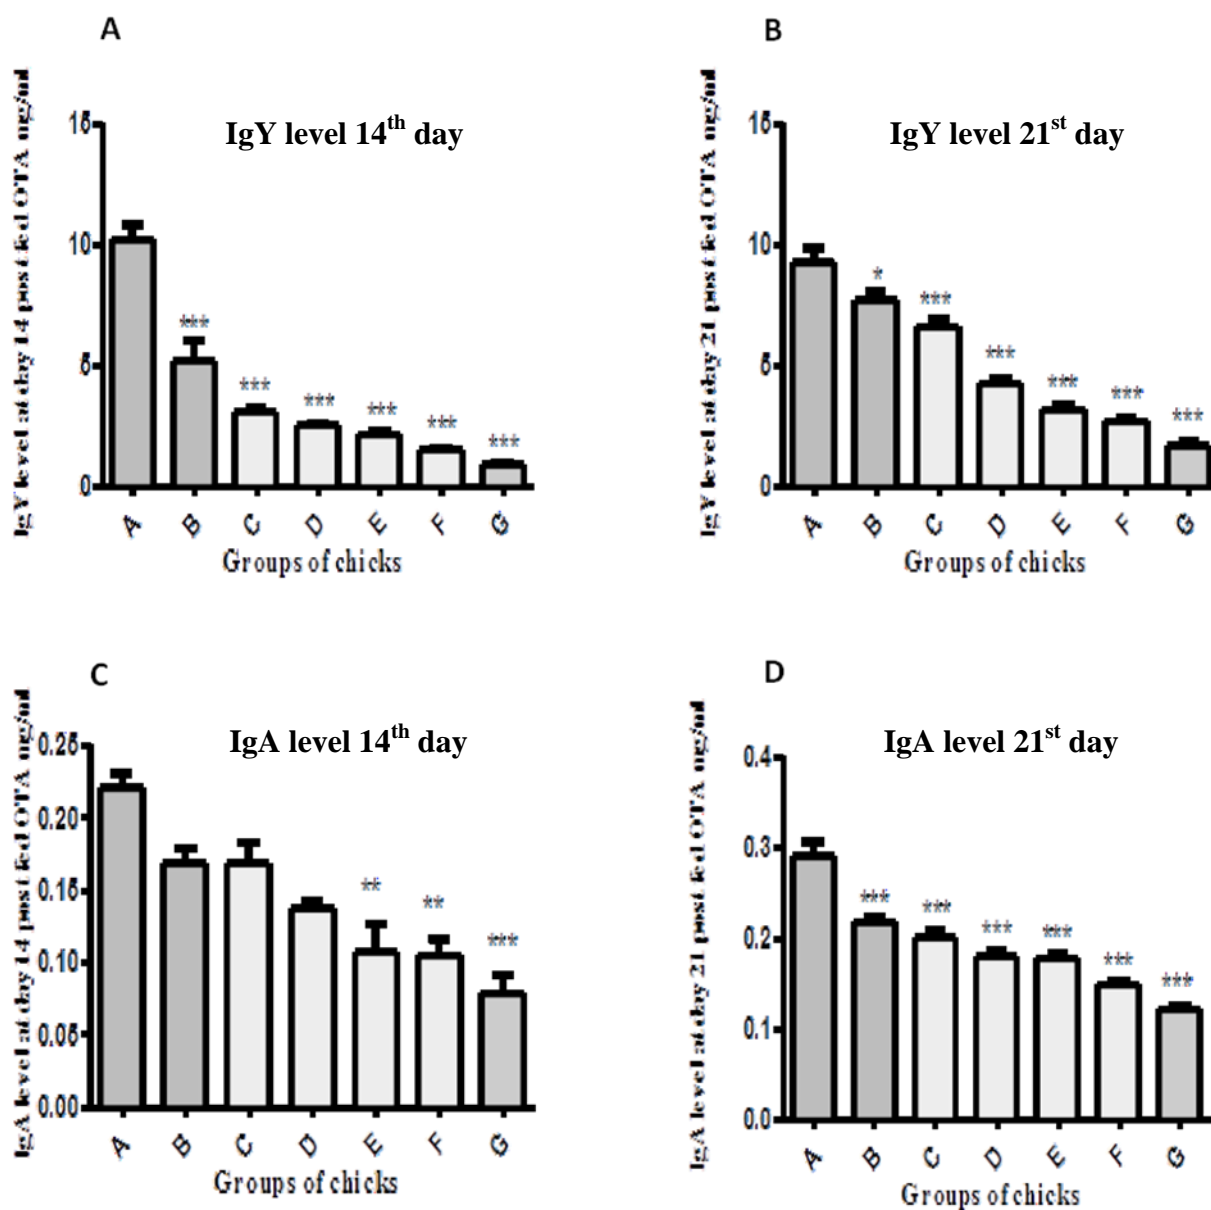 A
IgY level 14th day
IgY level at day 14 post fed OTA mg/ml
15
10
5
0
***
***
***
***
***
***
A B C D E F G
Groups of chicks
B
IgY level 21st day
IgY level at day 21 post fed OTA mg/ml
15
10
5
0
*
***
***
***
***
***
A B C D E F G
Groups of chicks
C
IgA level 14th day
IgA level at day 14 post fed OTA mg/ml
0.25
0.20
0.15
0.10
0.05
0.00
**
**
***
A B C D E F G
Groups of chicks
D
IgA level 21st day
IgA level at day 21 post fed OTA mg/ml
0.4
0.3
0.2
0.1
0.0
***
***
***
***
***
***
A B C D E F G
Groups of chicks